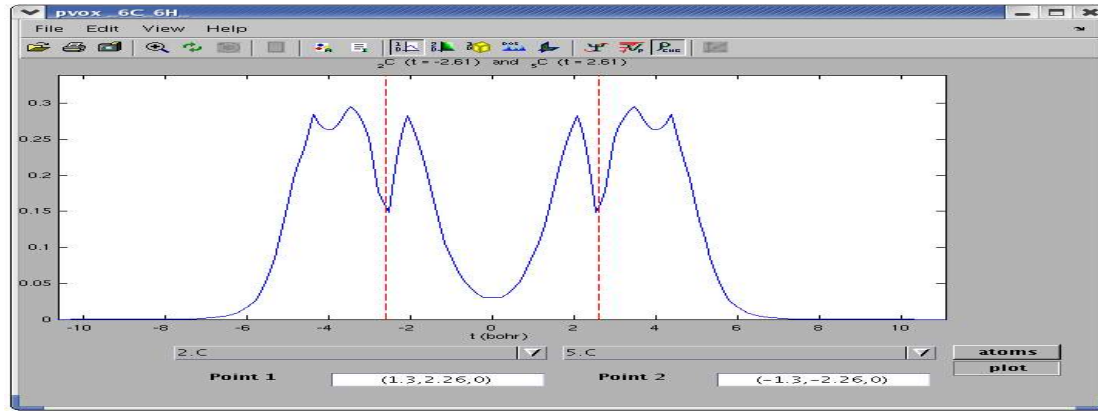 pvox _6C_6H_
File Edit View Help
₂C (t = -2.61) and ₅C (t = 2.61)
0.3
0.25
0.2
0.15
0.1
0.05
0
-10 -8 -6 -4 -2 0 2 4 6 8 10
t (bohr)
2.C 5.C atoms
Point 1 (1.3,2.26,0) Point 2 (-1.3,-2.26,0) plot